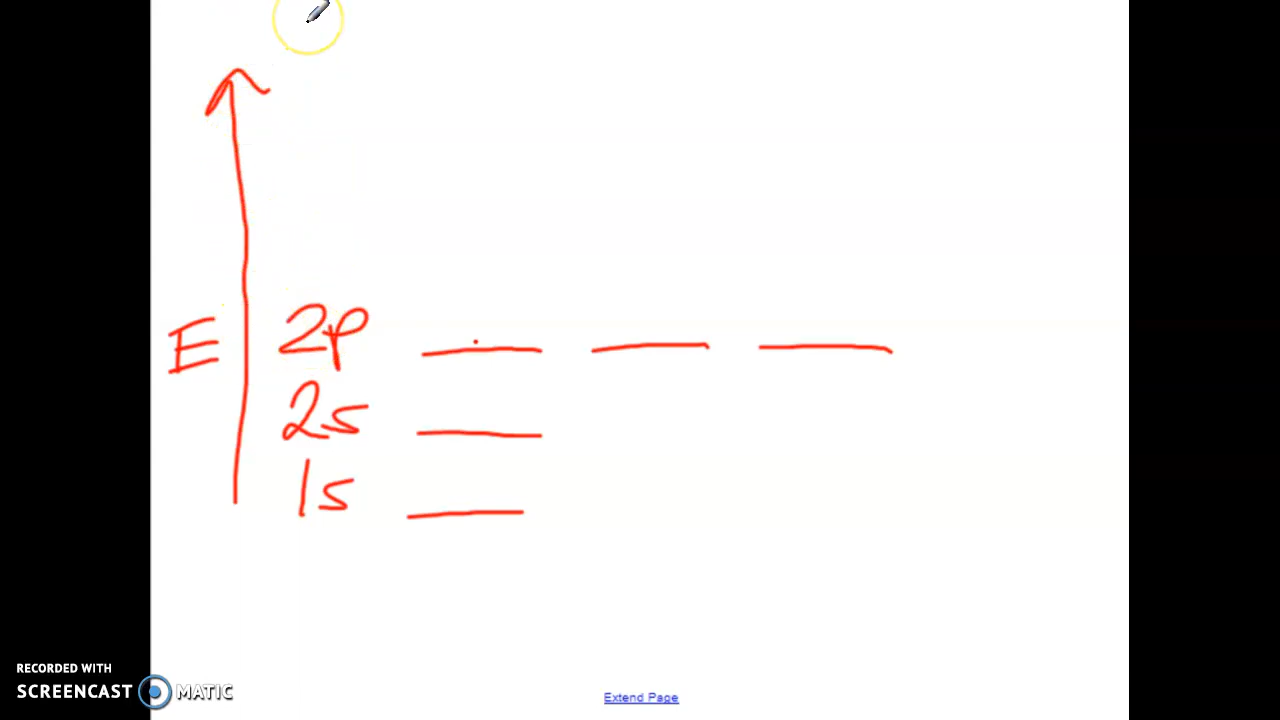 E
2p
2s
1s
RECORDED WITH
SCREENCAST MATIC
Extend Page